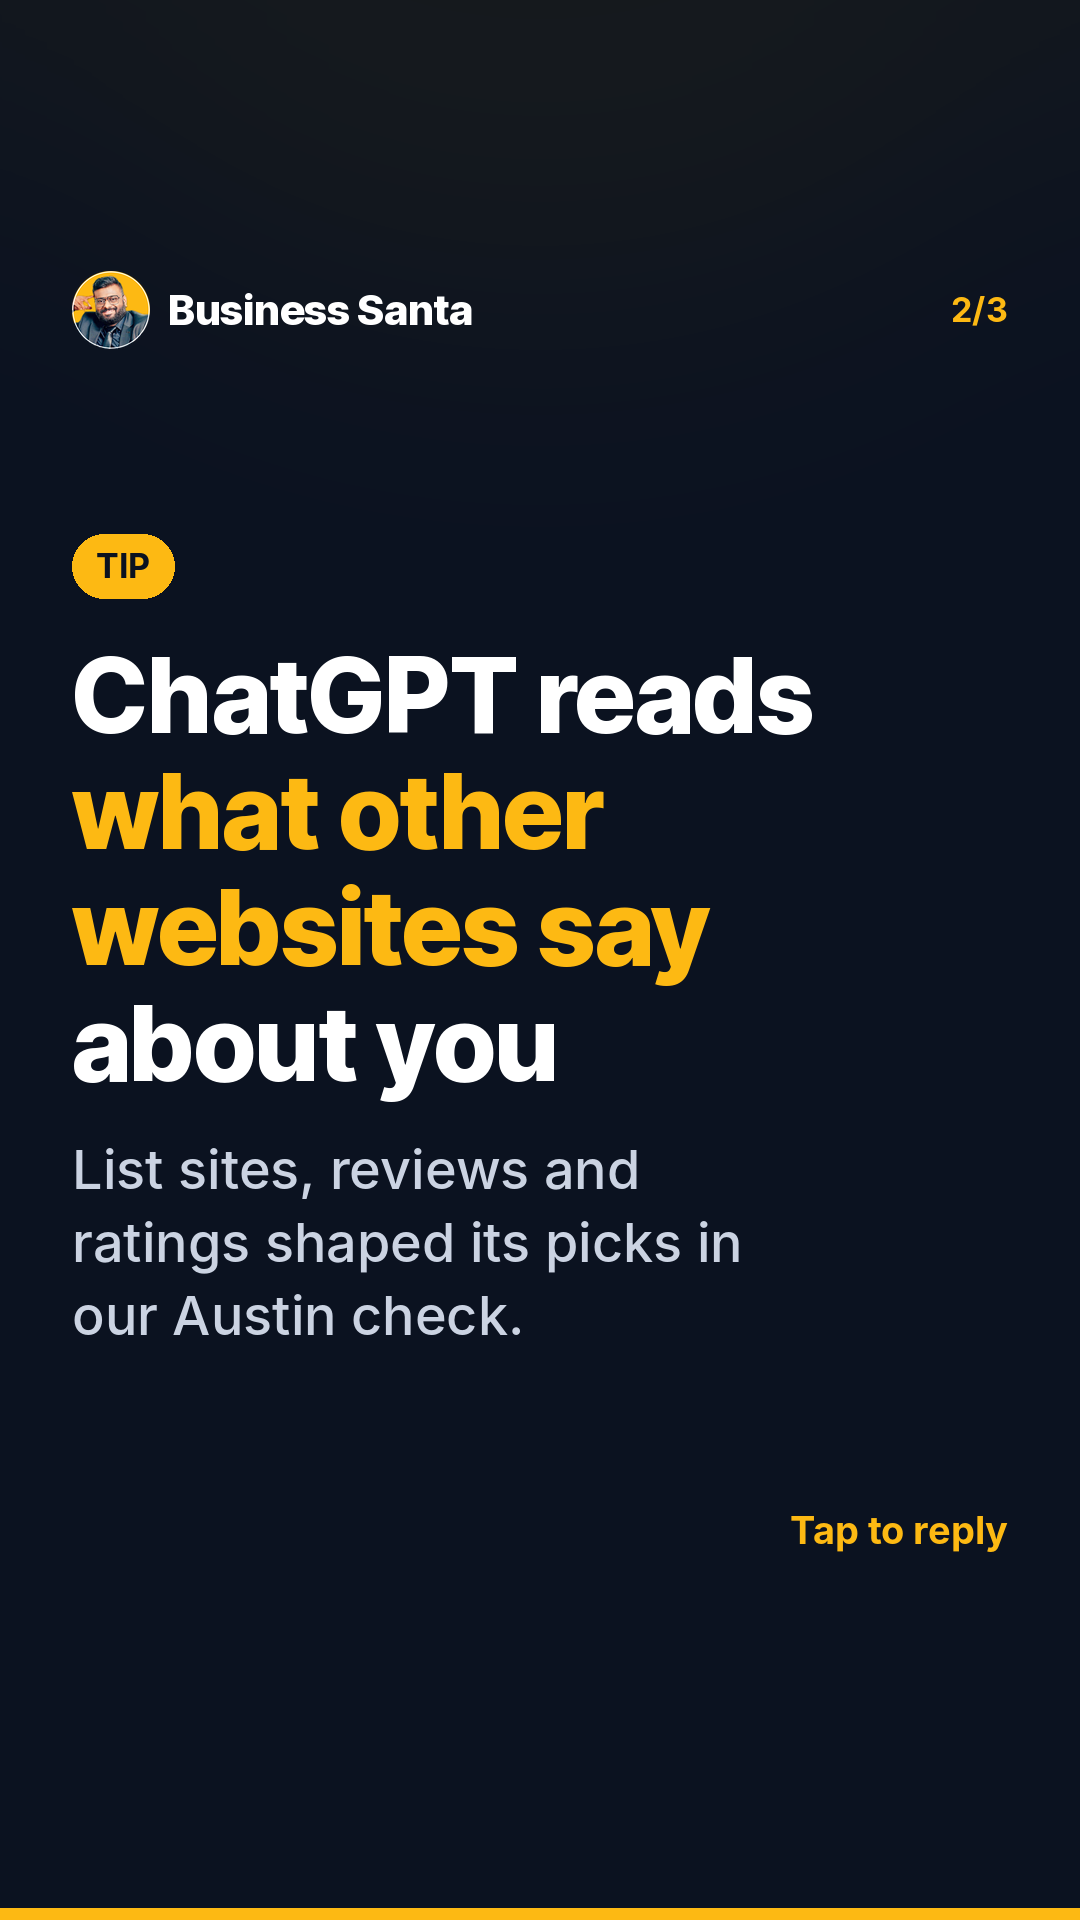 Business Santa
2/3
TIP
ChatGPT reads
what other
websites say
about you
List sites, reviews and
ratings shaped its picks in
our Austin check.
Tap to reply